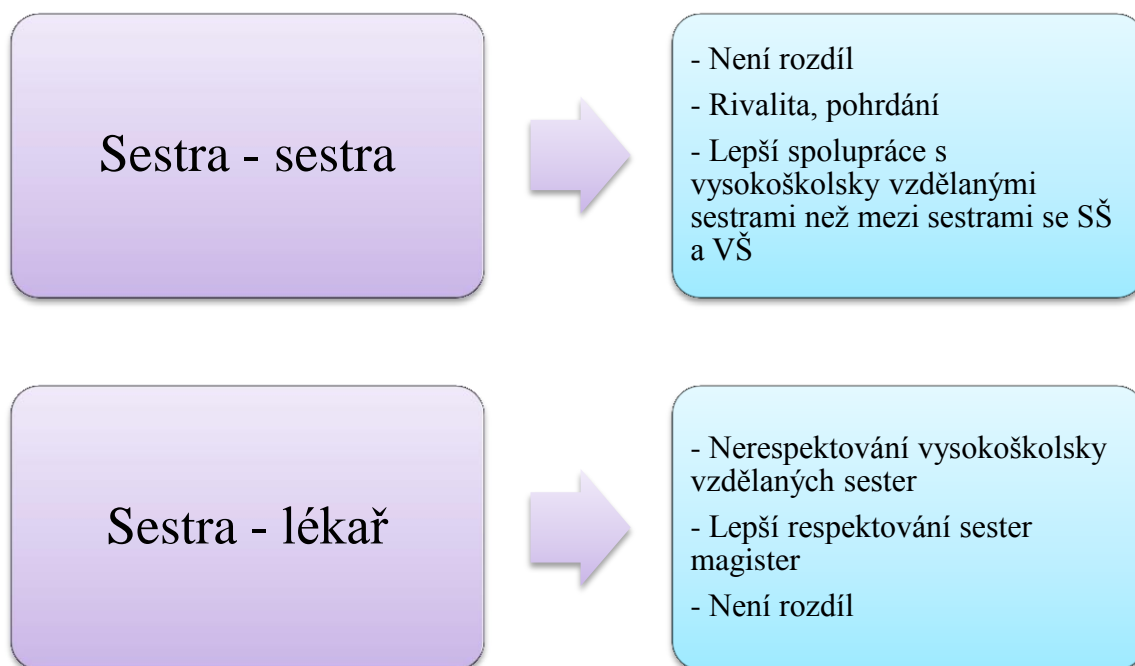 Sestra - sestra
- Není rozdíl
- Rivalita, pohrdání
- Lepší spolupráce s
vysokoškolsky vzdělanými
sestrami než mezi sestrami se SŠ
a VŠ
Sestra - lékař
- Nerespektování vysokoškolsky
vzdělaných sester
- Lepší respektování sester
magister
- Není rozdíl